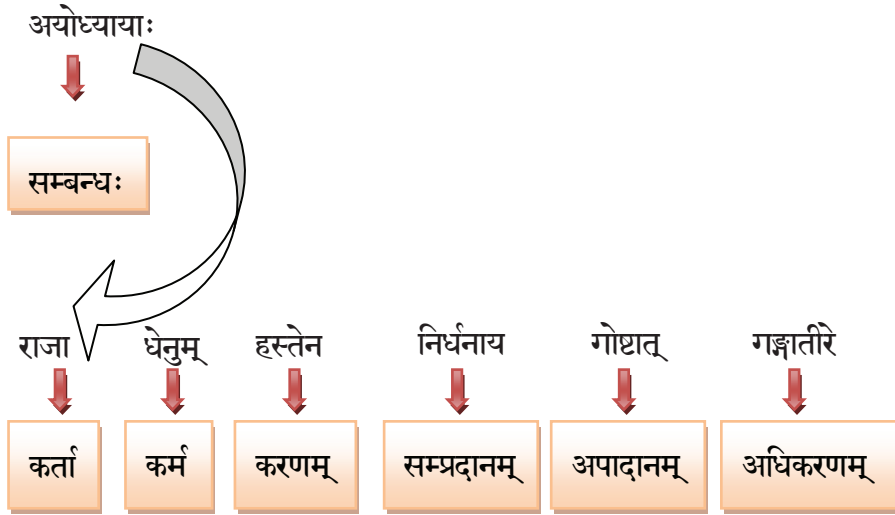 अयोध्यायाः
सम्बन्धः
राजा धेनुम् हस्तेन निर्धनाय गोष्टात् गङ्गातीरे
कर्ता कर्म करणम् सम्प्रदानम् अपादानम् अधिकरणम्